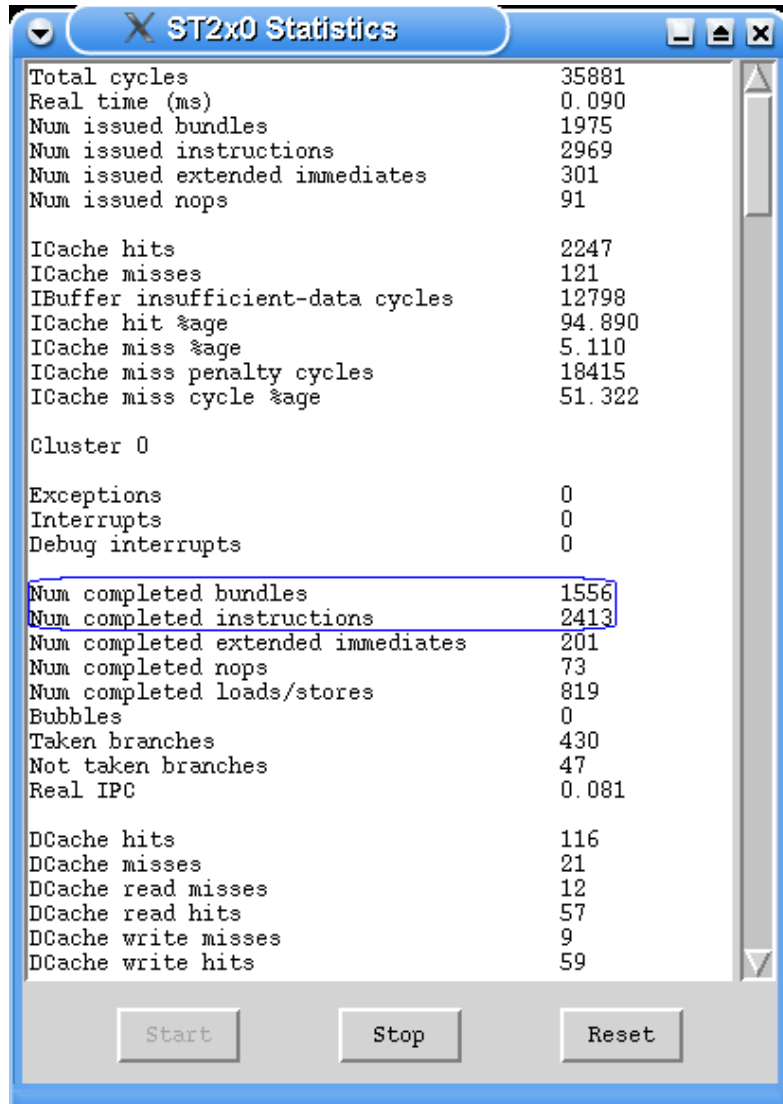 ST2x0 Statistics
Total cycles 35881
Real time (ms) 0.090
Num issued bundles 1975
Num issued instructions 2969
Num issued extended immediates 301
Num issued nops 91
ICache hits 2247
ICache misses 121
IBuffer insufficient-data cycles 12798
ICache hit %age 94.890
ICache miss %age 5.110
ICache miss penalty cycles 18415
ICache miss cycle %age 51.322
Cluster 0
Exceptions 0
Interrupts 0
Debug interrupts 0
Num completed bundles 1556
Num completed instructions 2413
Num completed extended immediates 201
Num completed nops 73
Num completed loads/stores 819
Bubbles 0
Taken branches 430
Not taken branches 47
Real IPC 0.081
DCache hits 116
DCache misses 21
DCache read misses 12
DCache read hits 57
DCache write misses 9
DCache write hits 59
Start Stop Reset